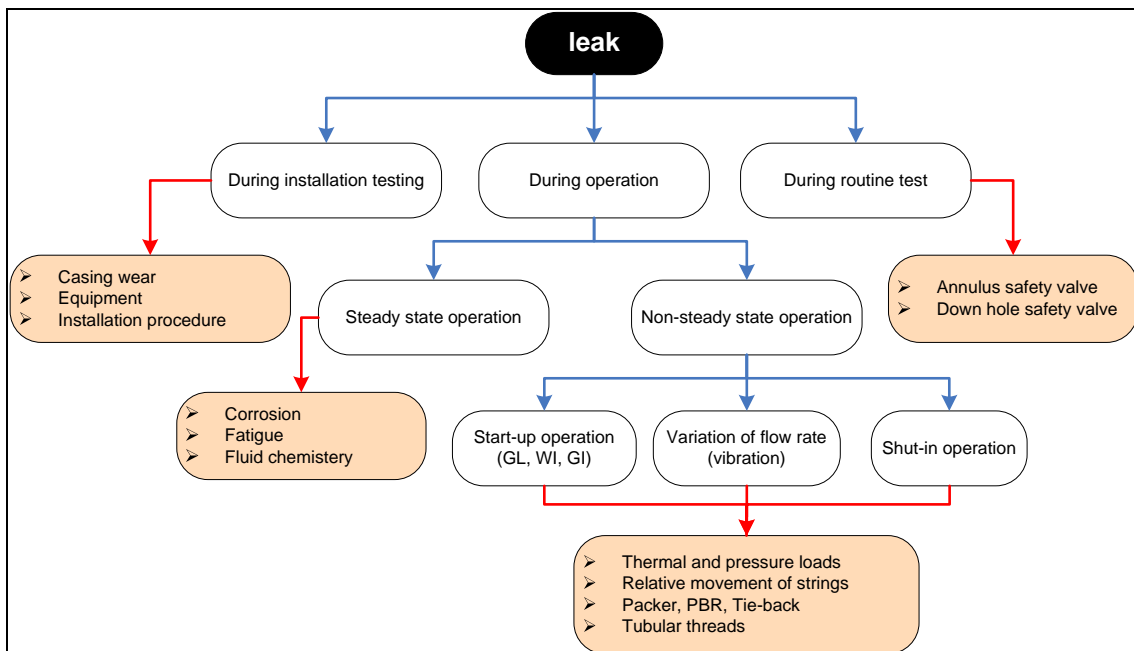 leak
During installation testing
During operation
During routine test
Casing wear
Equipment
Installation procedure
Annulus safety valve
Down hole safety valve
Steady state operation
Non-steady state operation
Corrosion
Fatigue
Fluid chemistery
Start-up operation
(GL, WI, GI)
Variation of flow rate
(vibration)
Shut-in operation
Thermal and pressure loads
Relative movement of strings
Packer, PBR, Tie-back
Tubular threads